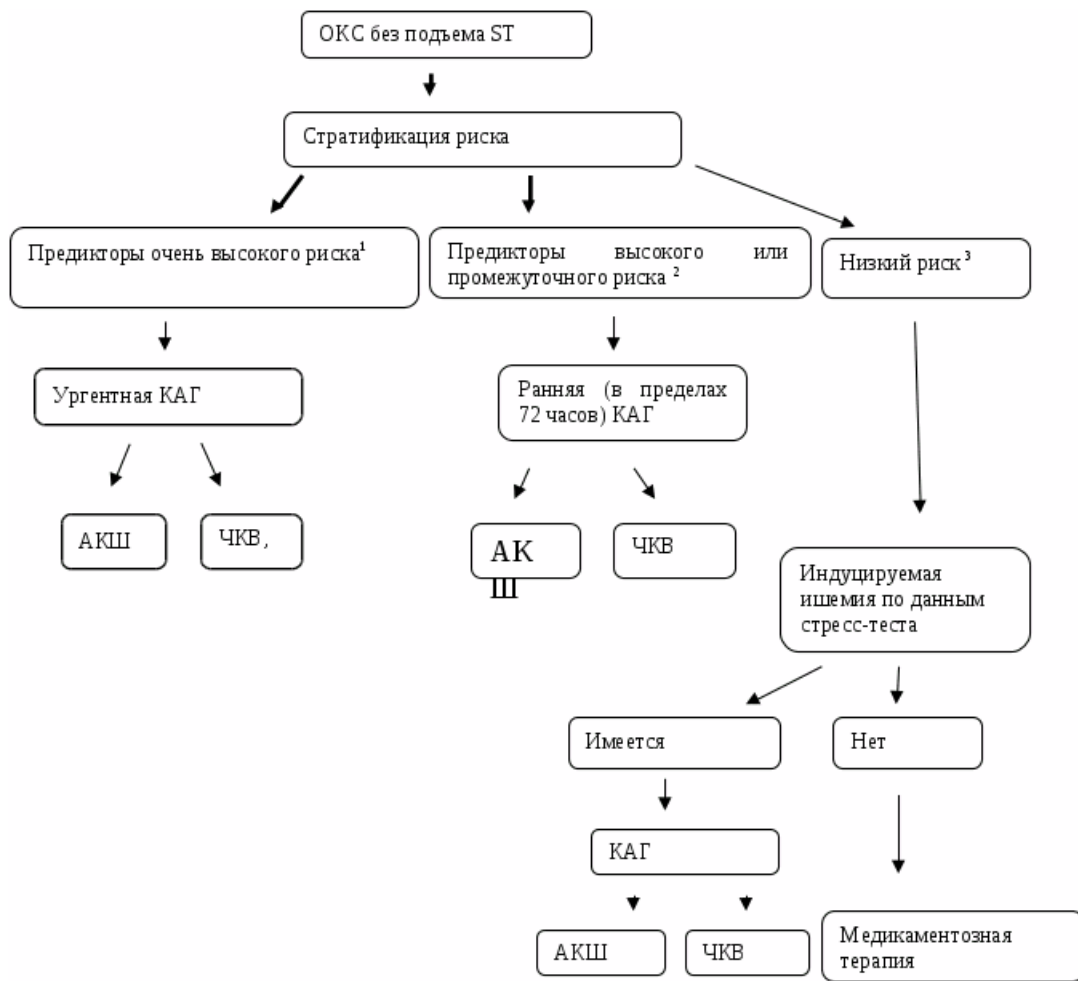 ОКС без подъема ST
Стратификация риска
Предикторы очень высокого риска¹
Предикторы высокого или
промежуточного риска ²
Низкий риск ³
Ургентная КАГ
Ранняя (в пределах
72 часов) КАГ
АКШ
ЧКВ,
АК
Ш
ЧКВ
Индуцируемая
ишемия по данным
стресс-теста
Имеется
Нет
КАГ
АКШ
ЧКВ
Медикаментозная
терапия